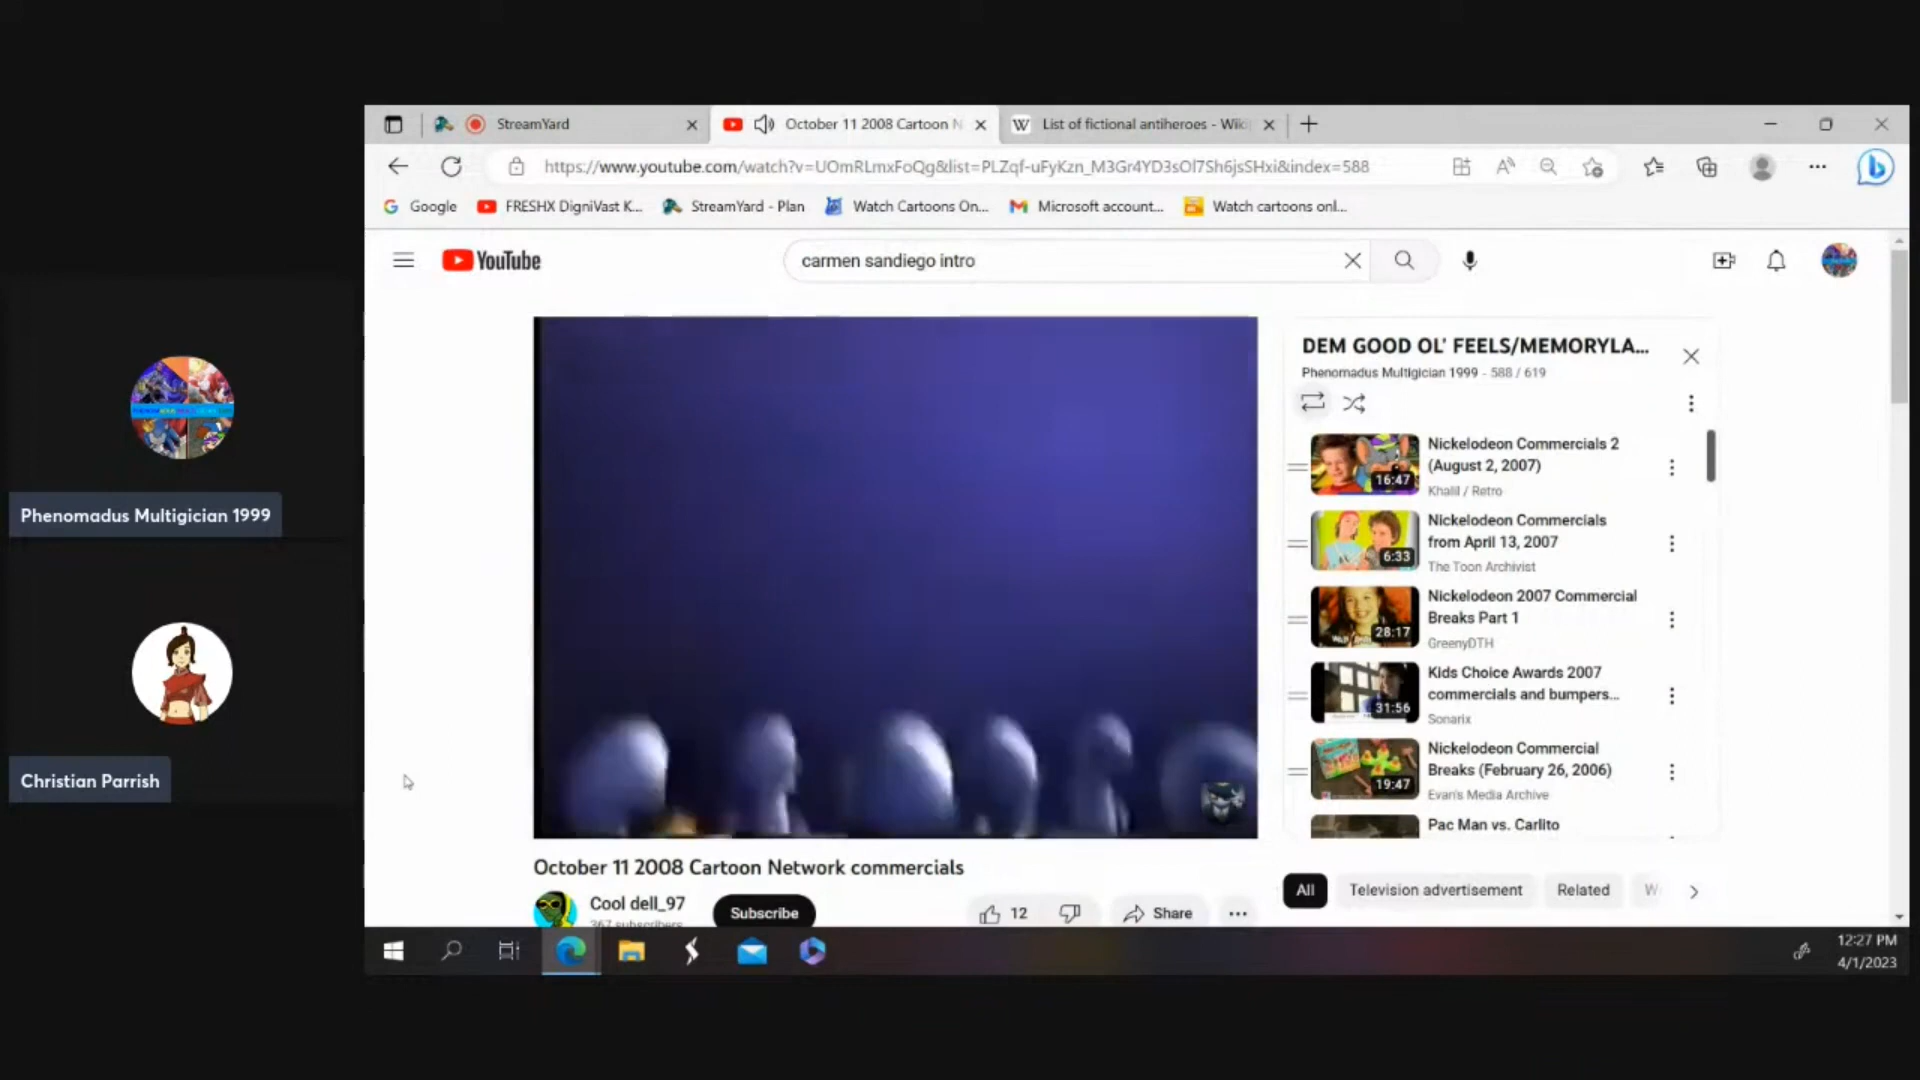 StreamYard
October 11 2008 Cartoon N
List of fictional antiheroes - Wiki
https://www.youtube.com/watch?v=UOmRLmxFoQg&list=PLZqf-uFyKzn_M3Gr4YD3sOl7Sh6jsSHxi&index=588
Google
FRESHX DigniVast K...
StreamYard - Plan
Watch Cartoons On...
Microsoft account...
Watch cartoons onl...
YouTube
carmen sandiego intro
Phenomadus Multigician 1999
Christian Parrish
DEM GOOD OL' FEELS/MEMORYLA...
Phenomadus Multigician 1999 - 588 / 619
Nickelodeon Commercials 2
(August 2, 2007)
16:47
Khalil / Retro
Nickelodeon Commercials
from April 13, 2007
6:33
The Toon Archivist
Nickelodeon 2007 Commercial
Breaks Part 1
28:17
GreenyDTH
Kids Choice Awards 2007
commercials and bumpers...
31:56
Sonarix
Nickelodeon Commercial
Breaks (February 26, 2006)
19:47
Evan's Media Archive
Pac Man vs. Carlito
October 11 2008 Cartoon Network commercials
Cool dell_97
367 subscribers
Subscribe
12
Share
All
Television advertisement
Related
12:27 PM
4/1/2023